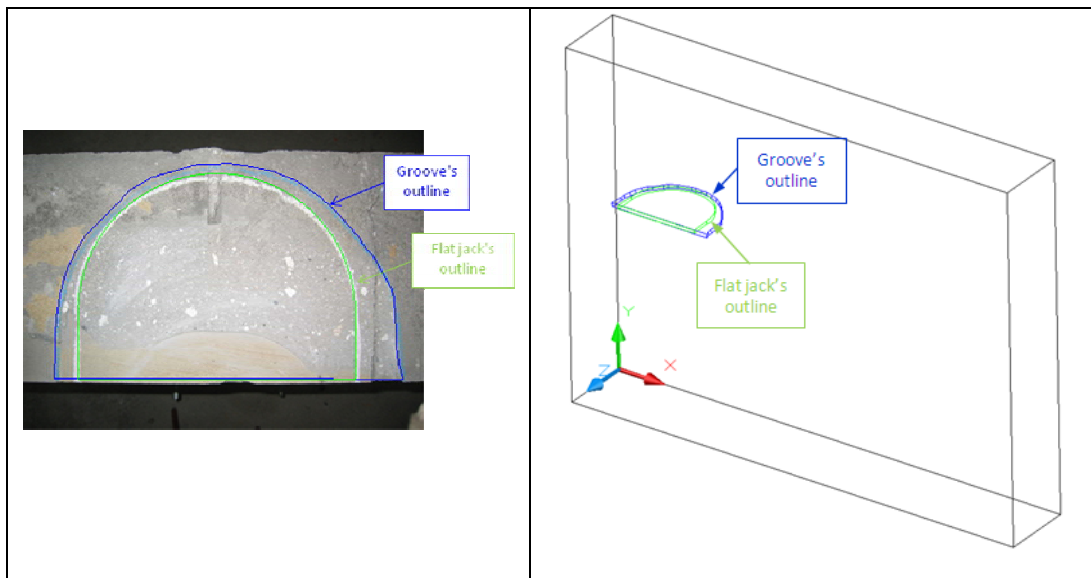 Groove's
outline
Flat jack's
outline
Groove's
outline
Flat jack's
outline
Y
Z
X